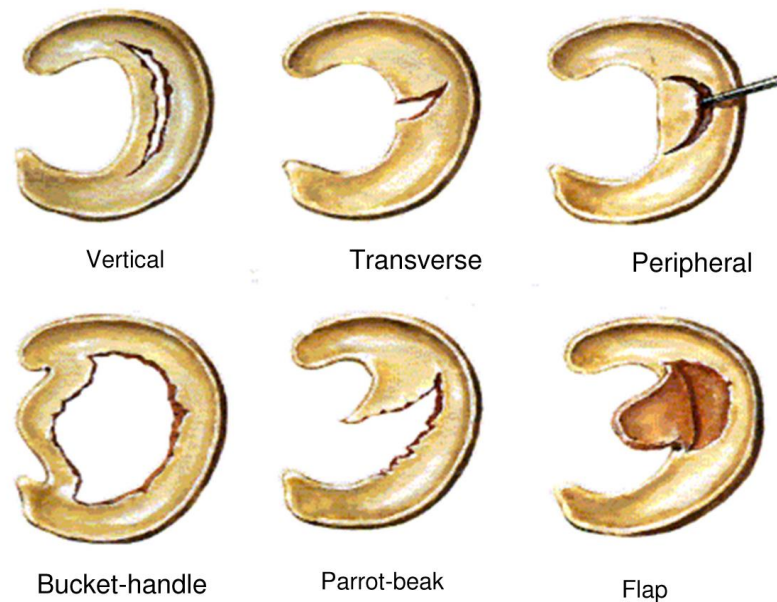 Vertical
Transverse
Peripheral
Bucket-handle
Parrot-beak
Flap